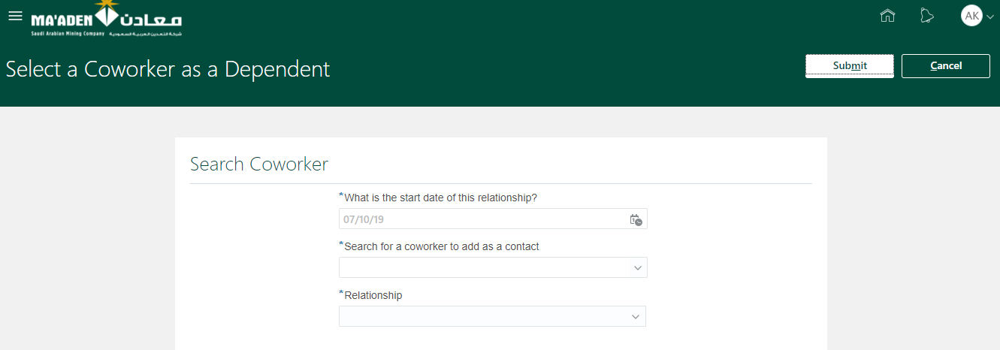 MA'ADEN معادن
Saudi Arabian Mining Company شركة التعدين العربية السعودية
AK
Select a Coworker as a Dependent
Submit
Cancel
Search Coworker
*What is the start date of this relationship?
07/10/19
*Search for a coworker to add as a contact
*Relationship